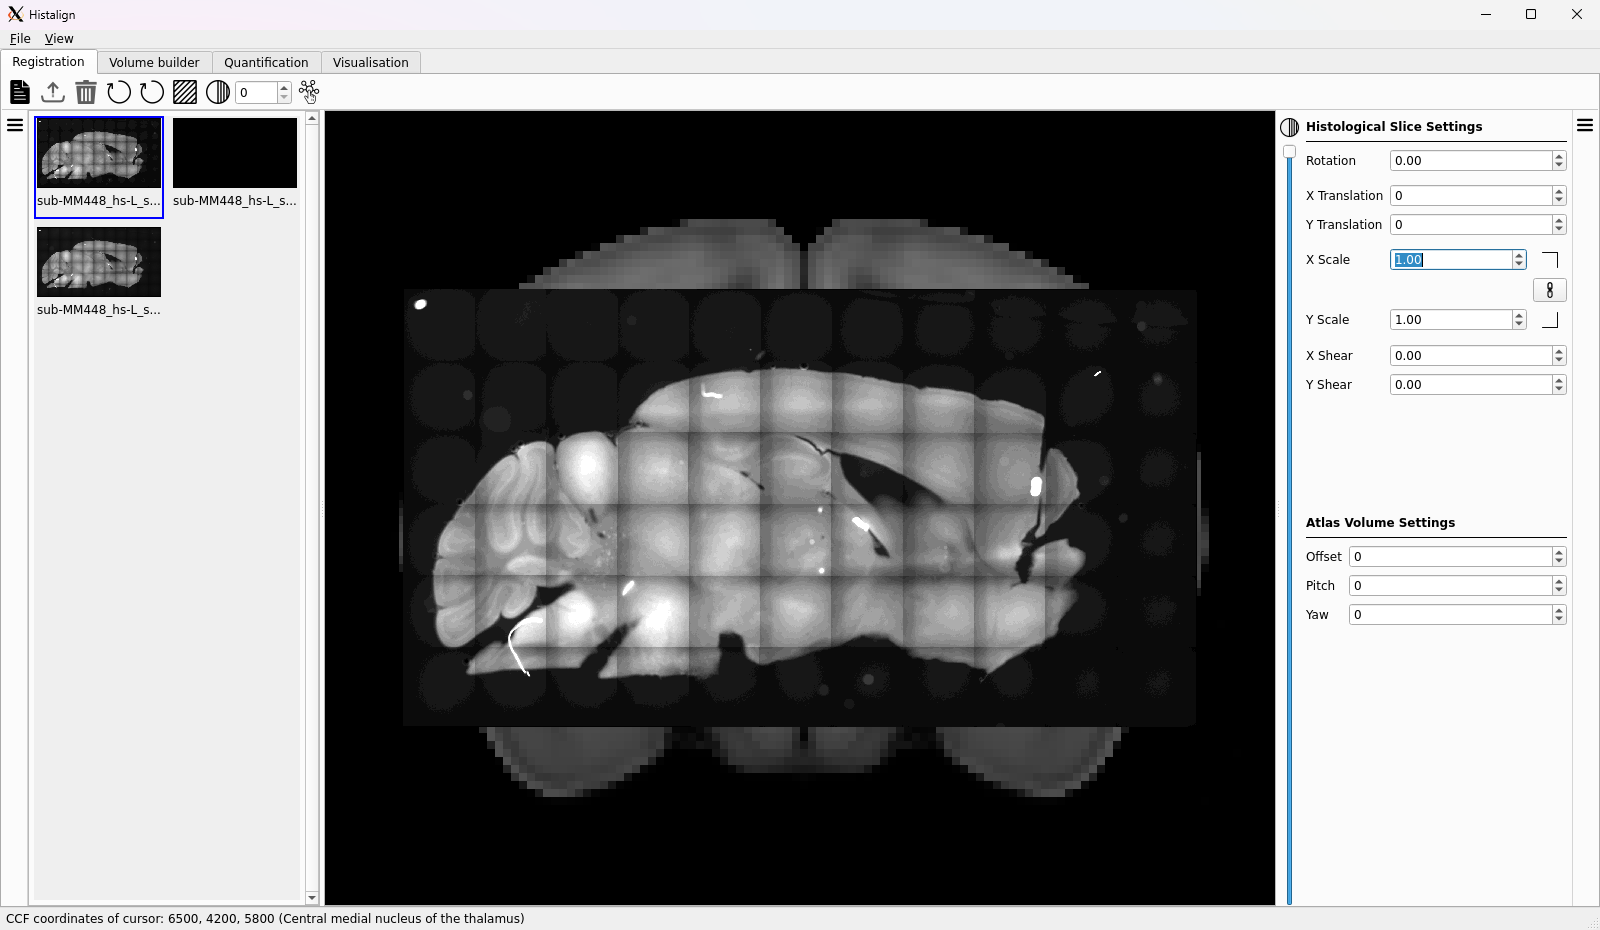 Histalign
File View
Registration Volume builder Quantification Visualisation
0
sub-MM448_hs-L_s... sub-MM448_hs-L_s...
sub-MM448_hs-L_s...
Histological Slice Settings
Rotation 0.00
X Translation 0
Y Translation 0
X Scale 1.00
Y Scale 1.00
X Shear 0.00
Y Shear 0.00
Atlas Volume Settings
Offset 0
Pitch 0
Yaw 0
CCF coordinates of cursor: 6500, 4200, 5800 (Central medial nucleus of the thalamus)